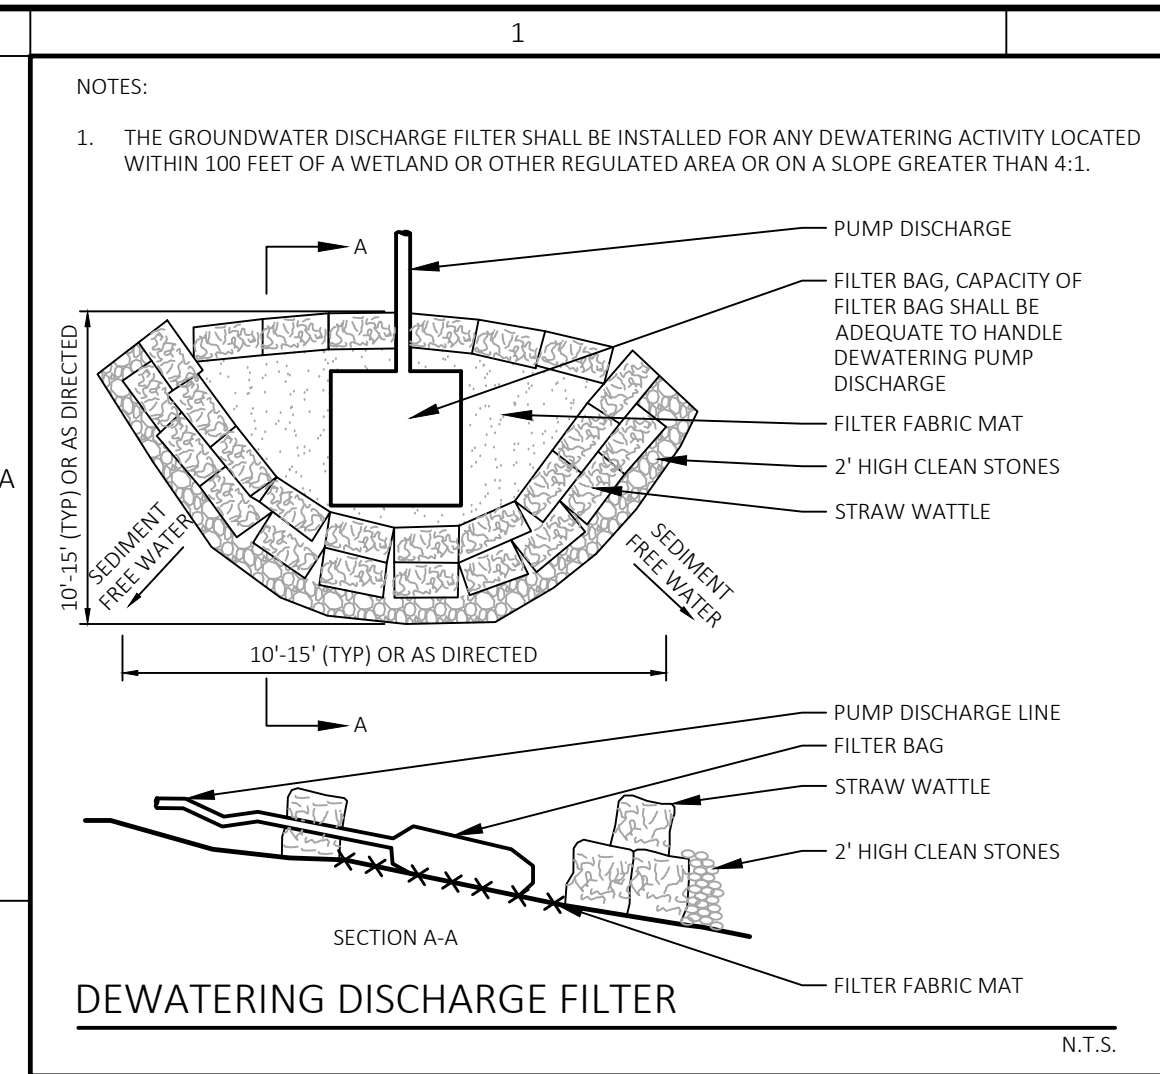 1
NOTES:
1. THE GROUNDWATER DISCHARGE FILTER SHALL BE INSTALLED FOR ANY DEWATERING ACTIVITY LOCATED
WITHIN 100 FEET OF A WETLAND OR OTHER REGULATED AREA OR ON A SLOPE GREATER THAN 4:1.
A
PUMP DISCHARGE
FILTER BAG, CAPACITY OF
FILTER BAG SHALL BE
ADEQUATE TO HANDLE
DEWATERING PUMP
DISCHARGE
FILTER FABRIC MAT
2' HIGH CLEAN STONES
STRAW WATTLE
A
10'-15' (TYP) OR AS DIRECTED
SEDIMENT
FREE WATER
SEDIMENT
FREE WATER
10'-15' (TYP) OR AS DIRECTED
A
PUMP DISCHARGE LINE
FILTER BAG
STRAW WATTLE
2' HIGH CLEAN STONES
SECTION A-A
FILTER FABRIC MAT
DEWATERING DISCHARGE FILTER
N.T.S.